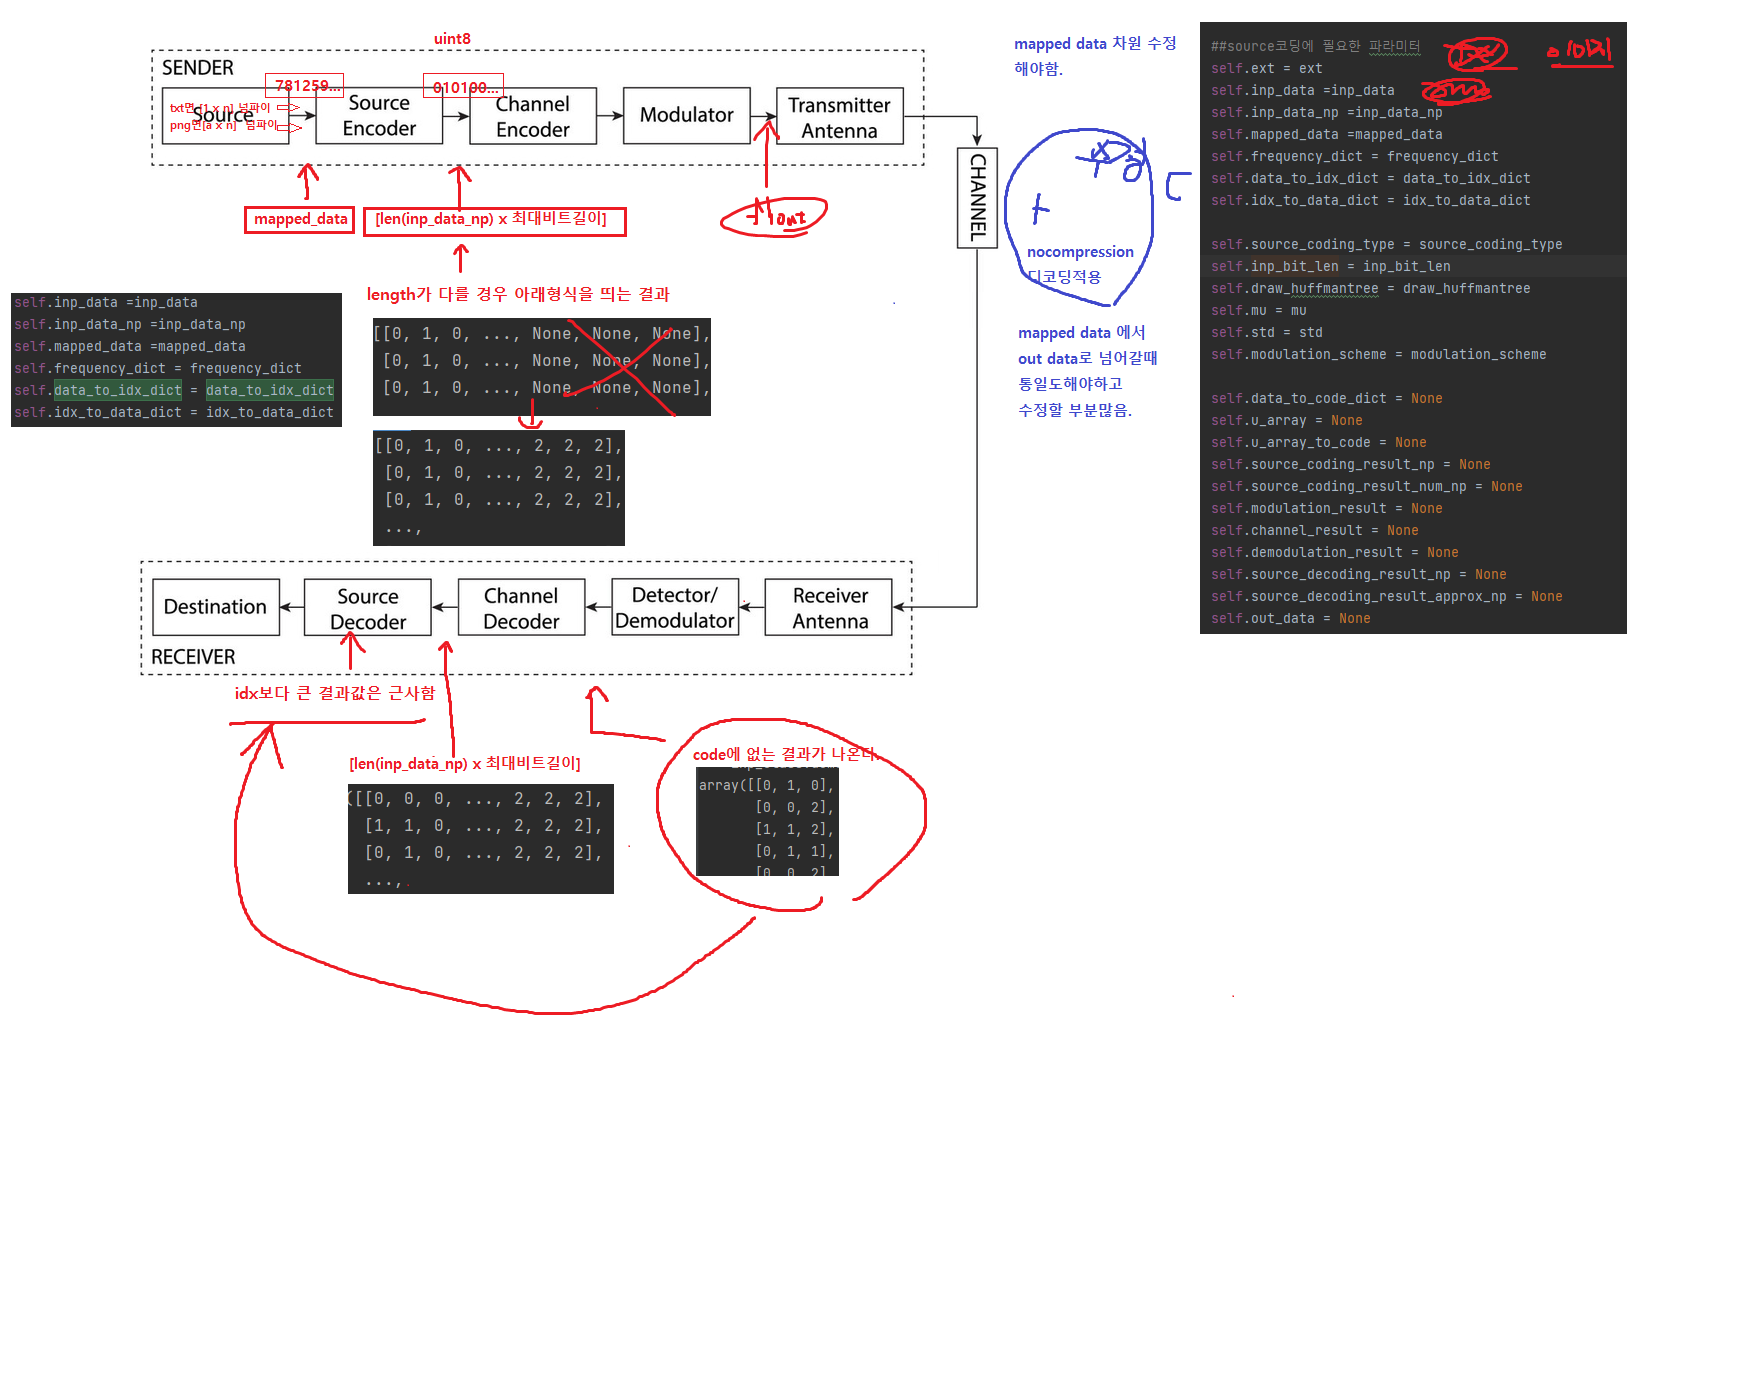 uint8
SENDER
781259...
010100...
txt면 [1 x n] 넘파이
png면[a x n] 넘파이
Source
Source
Encoder
Channel
Encoder
Modulator
Transmitter
Antenna
CHANNEL
mapped_data
[len(inp_data_np) x 최대비트길이]
length가 다를 경우 아래형식을 띄는 결과
self.inp_data =inp_data
self.inp_data_np =inp_data_np
self.mapped_data =mapped_data
self.frequency_dict = frequency_dict
self.data_to_idx_dict = data_to_idx_dict
self.idx_to_data_dict = idx_to_data_dict
[[0, 1, 0, ..., None, None, None],
[0, 1, 0, ..., None, None, None],
[0, 1, 0, ..., None, None, None],
[[0, 1, 0, ..., 2, 2, 2],
[0, 1, 0, ..., 2, 2, 2],
[0, 1, 0, ..., 2, 2, 2],
...,
mapped data 차원 수정
해야함.
nocompression
디코딩적용
mapped data 에서
out data로 넘어갈때
통일도해야하고
수정할 부분많음.
##source코딩에 필요한 파라미터
이미지
self.ext = ext
self.inp_data =inp_data
self.inp_data_np =inp_data_np
self.mapped_data =mapped_data
self.frequency_dict = frequency_dict
self.data_to_idx_dict = data_to_idx_dict
self.idx_to_data_dict = idx_to_data_dict
self.source_coding_type = source_coding_type
self.inp_bit_len = inp_bit_len
self.draw_huffmantree = draw_huffmantree
self.mu = mu
self.std = std
self.modulation_scheme = modulation_scheme
self.data_to_code_dict = None
self.u_array = None
self.u_array_to_code = None
self.source_coding_result_np = None
self.source_coding_result_num_np = None
self.modulation_result = None
self.channel_result = None
self.demodulation_result = None
self.source_decoding_result_np = None
self.source_decoding_result_approx_np = None
self.out_data = None
Destination
Source
Decoder
Channel
Decoder
Detector/
Demodulator
Receiver
Antenna
RECEIVER
idx보다 큰 결과값은 근사함
[len(inp_data_np) x 최대비트길이]
([[0, 0, 0, ..., 2, 2, 2],
[1, 1, 0, ..., 2, 2, 2],
[0, 1, 0, ..., 2, 2, 2],
...,
code에 없는 결과가 나온다.
array([[0, 1, 0],
[0, 0, 2],
[1, 1, 2],
[0, 1, 1],
[0, 0, 2]